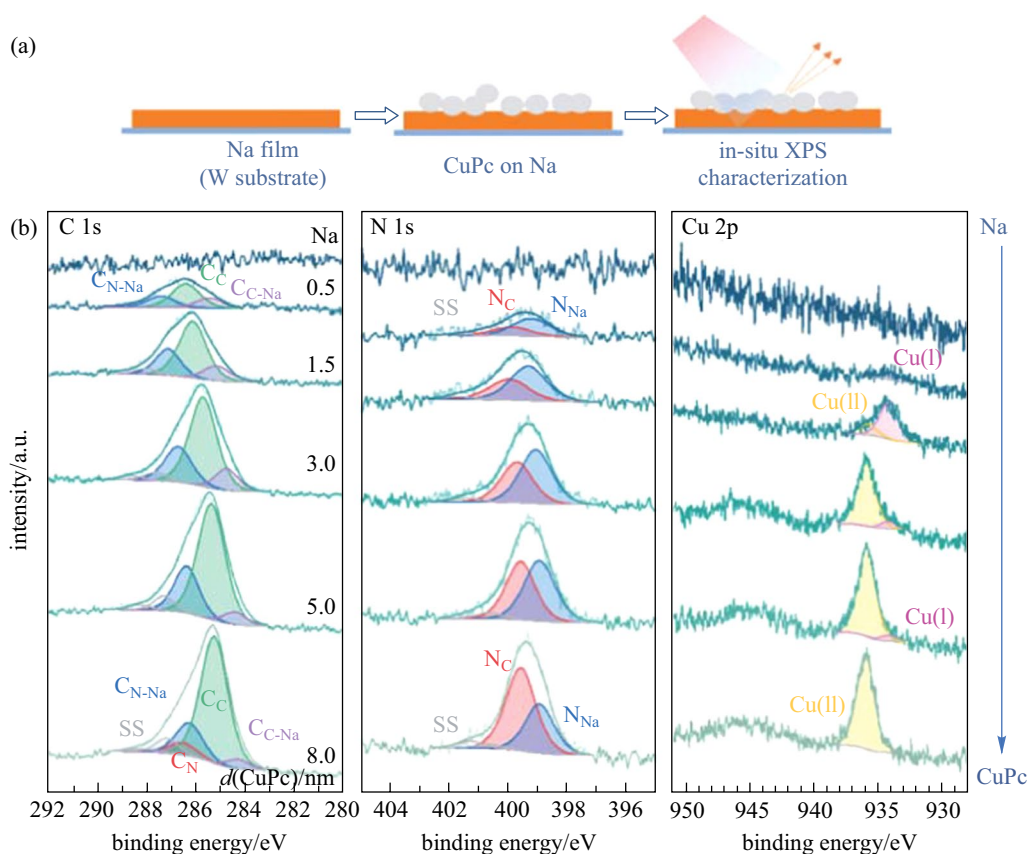 (a)
Na film
(W substrate)
CuPc on Na
in-situ XPS
characterization
(b)
C 1s
Na
C_N-Na
C_C
C_C-Na
0.5
1.5
3.0
5.0
C_N-Na
C_C
SS
C_C-Na
C_N
8.0
d(CuPc)/nm
292 290 288 286 284 282 280
binding energy/eV
intensity/a.u.
N 1s
SS
N_C
N_Na
N_C
SS
N_Na
404 402 400 398 396
binding energy/eV
Cu 2p
Cu(l)
Cu(ll)
Cu(l)
Cu(ll)
950 945 940 935 930
binding energy/eV
Na
CuPc